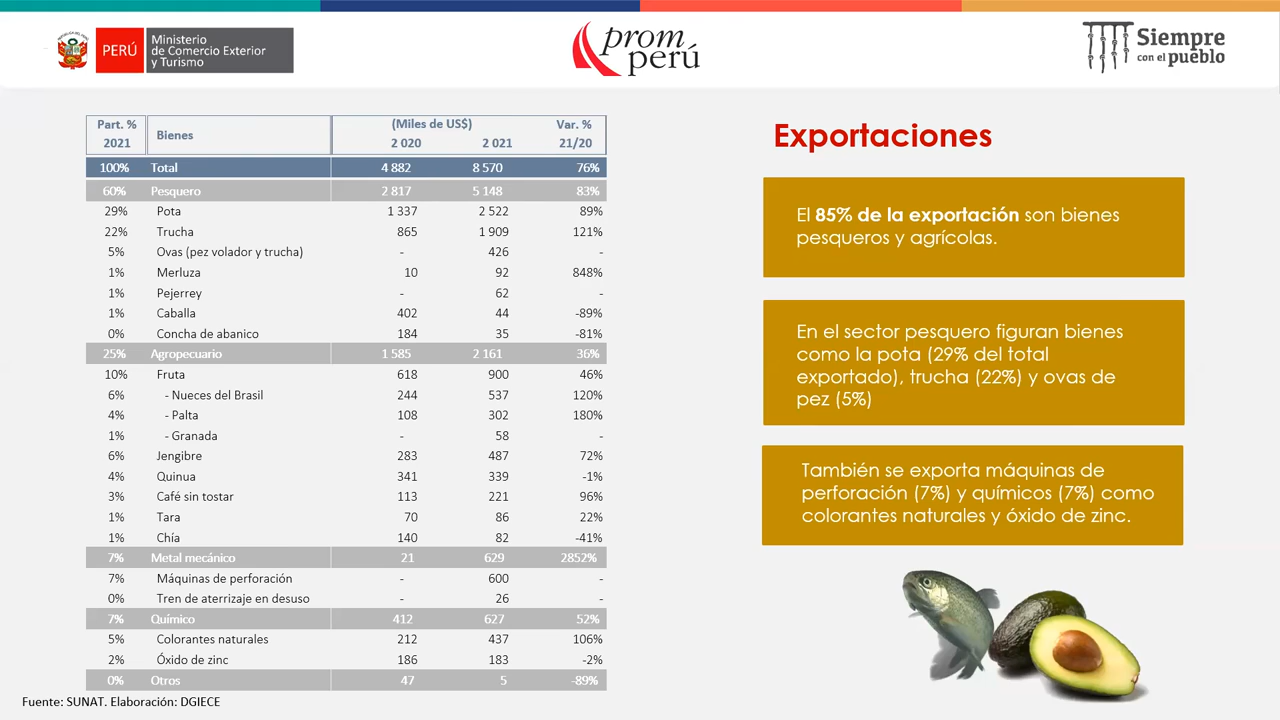 PERÚ
Ministerio
de Comercio Exterior
y Turismo
prom
perú
Siempre
con el pueblo
Part. % 2021 Bienes (Miles de US$) 2 020 2 021 Var. % 21/20
100% Total 4 882 8 570 76%
60% Pesquero 2 817 5 148 83%
29% Pota 1 337 2 522 89%
22% Trucha 865 1 909 121%
5% Ovas (pez volador y trucha) - 426 -
1% Merluza 10 92 848%
1% Pejerrey - 62 -
1% Caballa 402 44 -89%
0% Concha de abanico 184 35 -81%
25% Agropecuario 1 585 2 161 36%
10% Fruta 618 900 46%
6% - Nueces del Brasil 244 537 120%
4% - Palta 108 302 180%
1% - Granada - 58 -
6% Jengibre 283 487 72%
4% Quinua 341 339 -1%
3% Café sin tostar 113 221 96%
1% Tara 70 86 22%
1% Chía 140 82 -41%
7% Metal mecánico 21 629 2852%
7% Máquinas de perforación - 600 -
0% Tren de aterrizaje en desuso - 26 -
7% Químico 412 627 52%
5% Colorantes naturales 212 437 106%
2% Óxido de zinc 186 183 -2%
0% Otros 47 5 -89%
Fuente: SUNAT. Elaboración: DGIECE
Exportaciones
El 85% de la exportación son bienes
pesqueros y agrícolas.
En el sector pesquero figuran bienes
como la pota (29% del total
exportado), trucha (22%) y ovas de
pez (5%)
También se exporta máquinas de
perforación (7%) y químicos (7%) como
colorantes naturales y óxido de zinc.